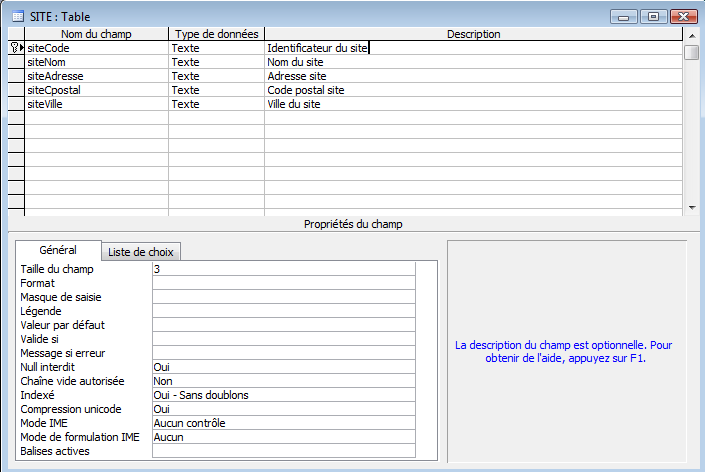 SITE : Table
Nom du champ Type de données Description
siteCode Texte Identificateur du site
siteNom Texte Nom du site
siteAdresse Texte Adresse site
siteCpostal Texte Code postal site
siteVille Texte Ville du site
Propriétés du champ
Général Liste de choix
Taille du champ 3
Format
Masque de saisie
Légende
Valeur par défaut
Valide si
Message si erreur
Null interdit Oui
Chaîne vide autorisée Non
Indexé Oui - Sans doublons
Compression unicode Oui
Mode IME Aucun contrôle
Mode de formulation IME Aucun
Balises actives
La description du champ est optionnelle. Pour
obtenir de l'aide, appuyez sur F1.